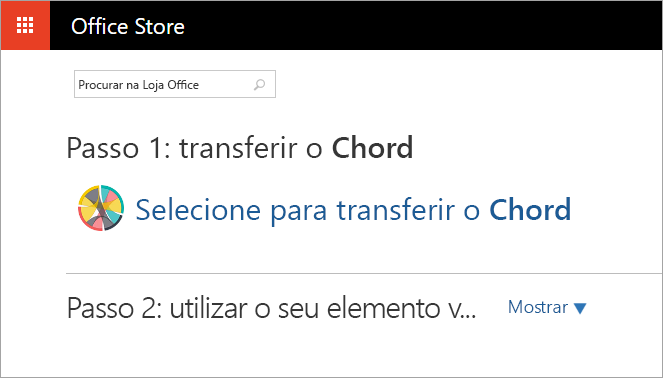 Office Store
Procurar na Loja Office
Passo 1: transferir o Chord
Selecione para transferir o Chord
Passo 2: utilizar o seu elemento v...
Mostrar ▼